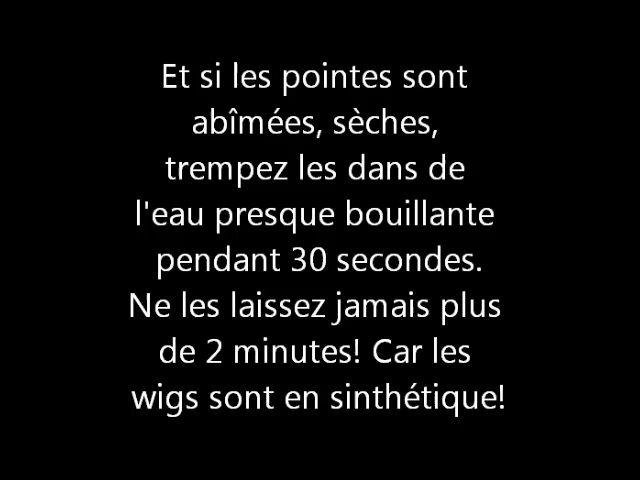 Et si les pointes sont
abîmées, sèches,
trempez les dans de
l'eau presque bouillante
pendant 30 secondes.
Ne les laissez jamais plus
de 2 minutes! Car les
wigs sont en sinthétique!